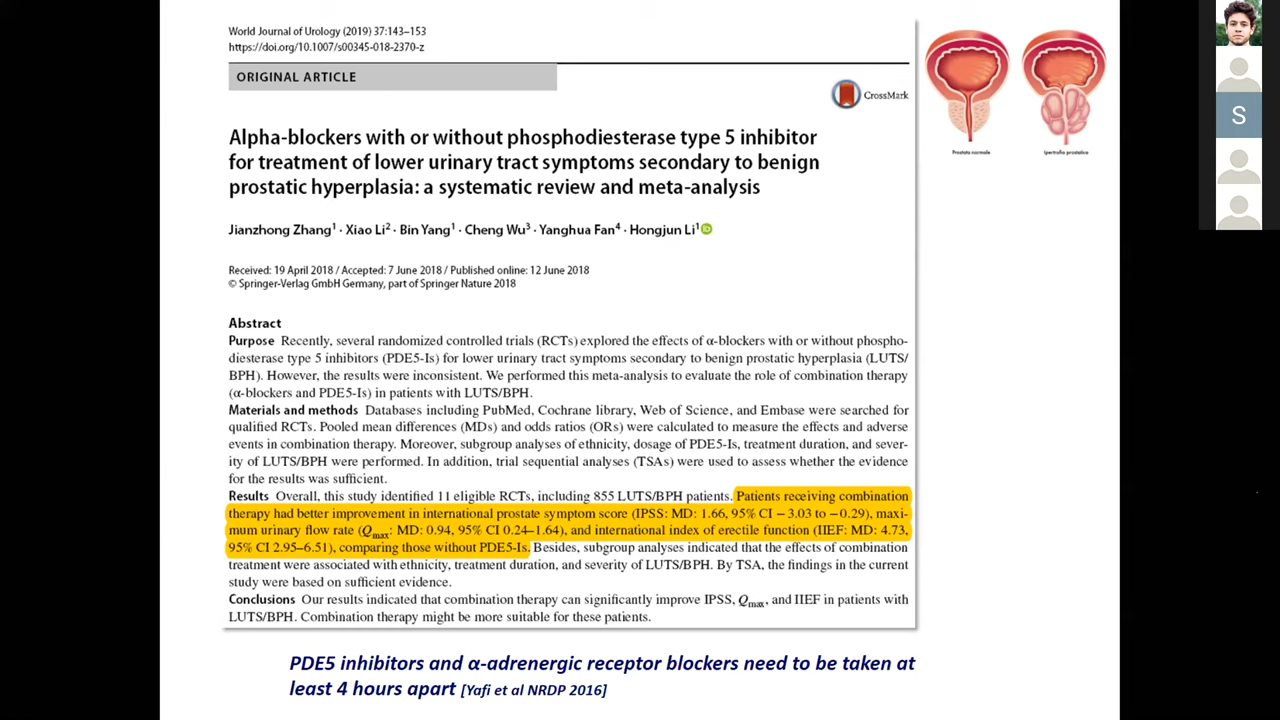 World Journal of Urology (2019) 37:143–153
https://doi.org/10.1007/s00345-018-2370-z
ORIGINAL ARTICLE
CrossMark
Alpha-blockers with or without phosphodiesterase type 5 inhibitor
for treatment of lower urinary tract symptoms secondary to benign
prostatic hyperplasia: a systematic review and meta-analysis
Jianzhong Zhang1 · Xiao Li2 · Bin Yang1 · Cheng Wu3 · Yanghua Fan4 · Hongjun Li1
Received: 19 April 2018 / Accepted: 7 June 2018 / Published online: 12 June 2018
© Springer-Verlag GmbH Germany, part of Springer Nature 2018
Abstract
Purpose Recently, several randomized controlled trials (RCTs) explored the effects of α-blockers with or without phospho-
diesterase type 5 inhibitors (PDE5-Is) for lower urinary tract symptoms secondary to benign prostatic hyperplasia (LUTS/
BPH). However, the results were inconsistent. We performed this meta-analysis to evaluate the role of combination therapy
(α-blockers and PDE5-Is) in patients with LUTS/BPH.
Materials and methods Databases including PubMed, Cochrane library, Web of Science, and Embase were searched for
qualified RCTs. Pooled mean differences (MDs) and odds ratios (ORs) were calculated to measure the effects and adverse
events in combination therapy. Moreover, subgroup analyses of ethnicity, dosage of PDE5-Is, treatment duration, and sever-
ity of LUTS/BPH were performed. In addition, trial sequential analyses (TSAs) were used to assess whether the evidence
for the results was sufficient.
Results Overall, this study identified 11 eligible RCTs, including 855 LUTS/BPH patients. Patients receiving combination
therapy had better improvement in international prostate symptom score (IPSS: MD: 1.66, 95% CI − 3.03 to − 0.29), maxi-
mum urinary flow rate (Qmax: MD: 0.94, 95% CI 0.24–1.64), and international index of erectile function (IIEF: MD: 4.73,
95% CI 2.95–6.51), comparing those without PDE5-Is. Besides, subgroup analyses indicated that the effects of combination
treatment were associated with ethnicity, treatment duration, and severity of LUTS/BPH. By TSA, the findings in the current
study were based on sufficient evidence.
Conclusions Our results indicated that combination therapy can significantly improve IPSS, Qmax, and IIEF in patients with
LUTS/BPH. Combination therapy might be more suitable for these patients.
Prostata normale
Ipertrofia prostatica
S
PDE5 inhibitors and α-adrenergic receptor blockers need to be taken at
least 4 hours apart [Yafi et al NRDP 2016]